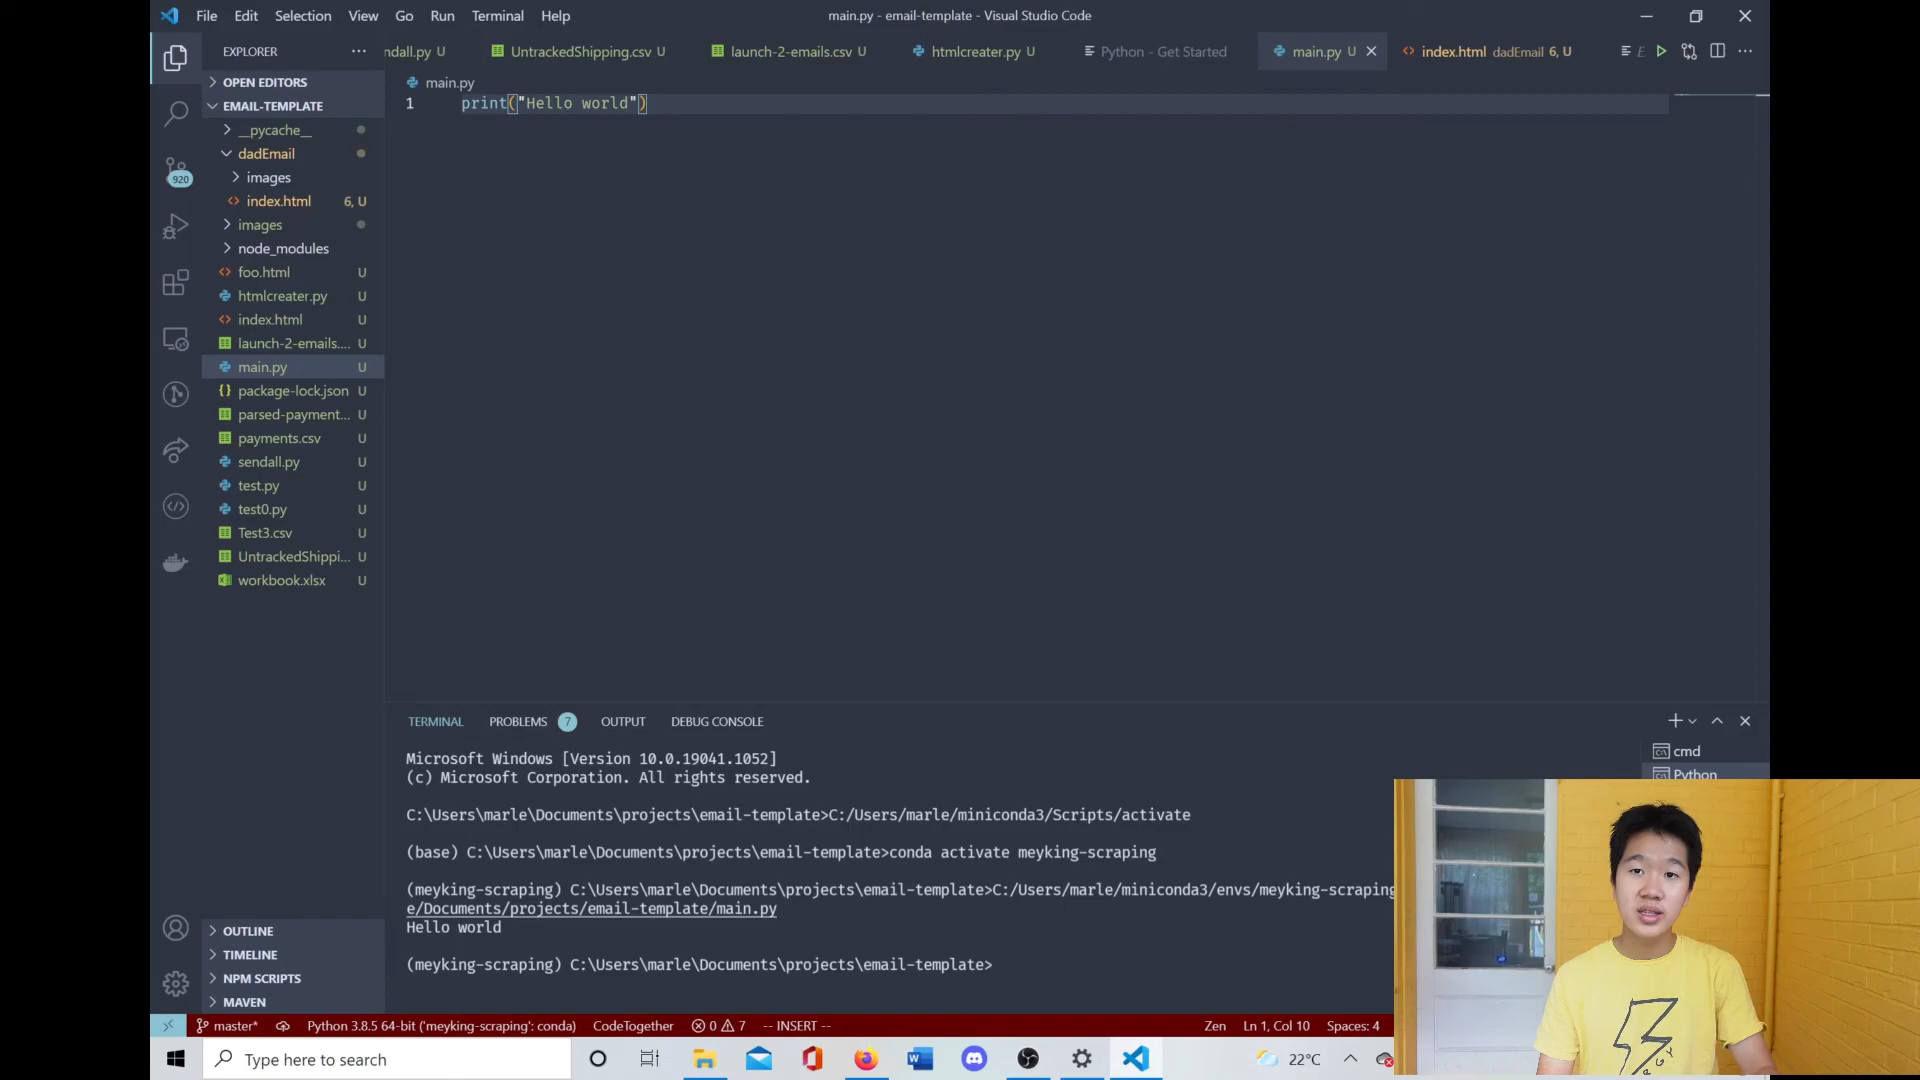 File Edit Selection View Go Run Terminal Help
main.py - email-template - Visual Studio Code
EXPLORER
ndall.py U
UntrackedShipping.csv U
launch-2-emails.csv U
htmlcreater.py U
Python - Get Started
main.py U
index.html dadEmail 6, U
E
OPEN EDITORS
EMAIL-TEMPLATE
__pycache__
dadEmail
images
index.html 6, U
images
node_modules
foo.html U
htmlcreater.py U
index.html U
launch-2-emails.... U
main.py U
package-lock.json U
parsed-payment... U
payments.csv U
sendall.py U
test.py U
test0.py U
Test3.csv U
UntrackedShippi... U
workbook.xlsx U
920
OUTLINE
TIMELINE
NPM SCRIPTS
MAVEN
main.py
1 print("Hello world")
TERMINAL PROBLEMS 7 OUTPUT DEBUG CONSOLE
cmd
Python
Microsoft Windows [Version 10.0.19041.1052]
(c) Microsoft Corporation. All rights reserved.
C:\Users\marle\Documents\projects\email-template>C:/Users/marle/miniconda3/Scripts/activate
(base) C:\Users\marle\Documents\projects\email-template>conda activate meyking-scraping
(meyking-scraping) C:\Users\marle\Documents\projects\email-template>C:/Users/marle/miniconda3/envs/meyking-scraping
e/Documents/projects/email-template/main.py
Hello world
(meyking-scraping) C:\Users\marle\Documents\projects\email-template>
master* Python 3.8.5 64-bit ('meyking-scraping': conda) CodeTogether 0 7 -- INSERT -- Zen Ln 1, Col 10 Spaces: 4
Type here to search
22°C